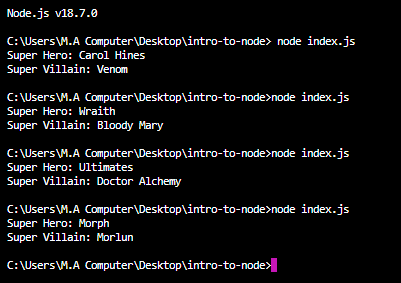 Node.js v18.7.0
C:\Users\M.A Computer\Desktop\intro-to-node> node index.js
Super Hero: Carol Hines
Super Villain: Venom
C:\Users\M.A Computer\Desktop\intro-to-node>node index.js
Super Hero: Wraith
Super Villain: Bloody Mary
C:\Users\M.A Computer\Desktop\intro-to-node>node index.js
Super Hero: Ultimates
Super Villain: Doctor Alchemy
C:\Users\M.A Computer\Desktop\intro-to-node>node index.js
Super Hero: Morph
Super Villain: Morlun
C:\Users\M.A Computer\Desktop\intro-to-node>